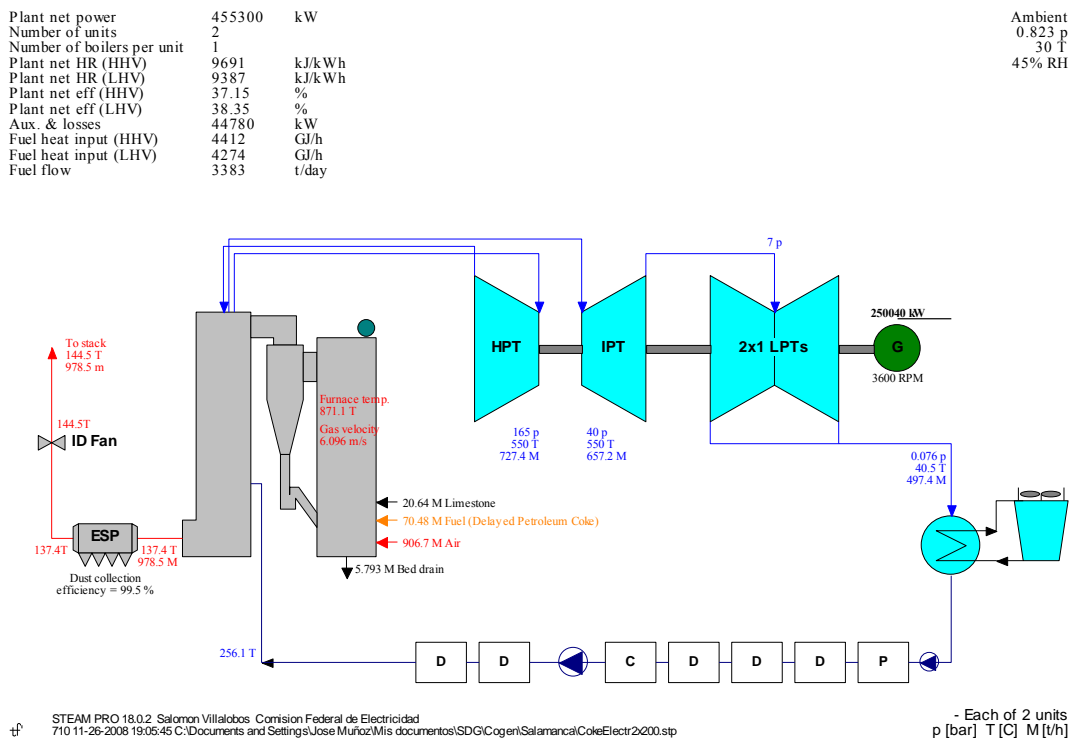 Plant net power 455300 kW
Number of units 2
Number of boilers per unit 1
Plant net HR (HHV) 9691 kJ/kWh
Plant net HR (LHV) 9387 kJ/kWh
Plant net eff (HHV) 37.15 %
Plant net eff (LHV) 38.35 %
Aux. & losses 44780 kW
Fuel heat input (HHV) 4412 GJ/h
Fuel heat input (LHV) 4274 GJ/h
Fuel flow 3383 t/day
Ambient
0.823 p
30 T
45% RH
7 p
250040 kW
HPT
IPT
2x1 LPTs
G
3600 RPM
To stack
144.5 T
978.5 m
144.5T
ID Fan
Furnace temp.
871.1 T
Gas velocity
6.096 m/s
165 p
550 T
727.4 M
40 p
550 T
657.2 M
0.076 p
40.5 T
497.4 M
20.64 M Limestone
70.48 M Fuel (Delayed Petroleum Coke)
906.7 M Air
5.793 M Bed drain
ESP
137.4T
137.4 T
978.5 M
Dust collection
efficiency = 99.5 %
256.1 T
D
D
C
D
D
D
P
STEAM PRO 18.0.2 Salomon Villalobos Comision Federal de Electricidad
710 11-26-2008 19:05:45 C:\Documents and Settings\Jose Muñoz\Mis documentos\SDG\Cogen\Salamanca\CokeElectr2x200.stp
- Each of 2 units
p [bar] T [C] M [t/h]